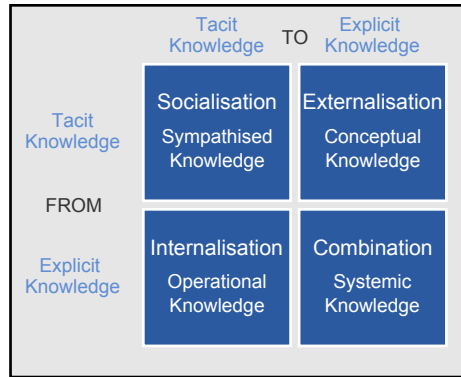 Tacit
Knowledge
TO
Explicit
Knowledge
Tacit
Knowledge
Socialisation
Sympathised
Knowledge
Externalisation
Conceptual
Knowledge
FROM
Explicit
Knowledge
Internalisation
Operational
Knowledge
Combination
Systemic
Knowledge